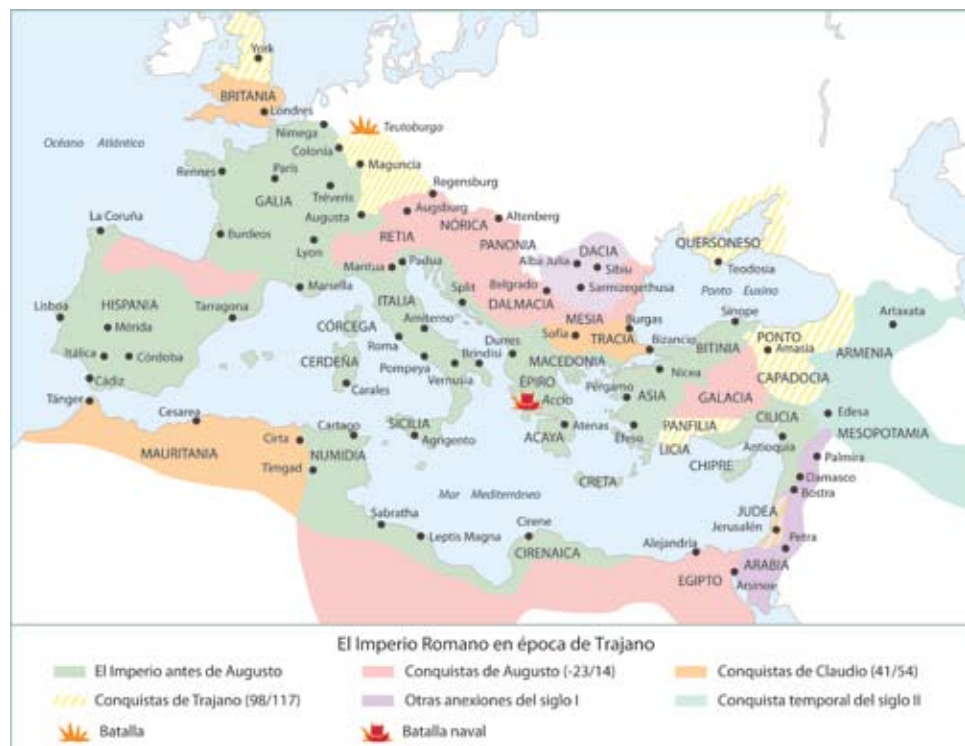 York
BRITANIA
Londres
Océano Atlántico
Nimega
Teutoburgo
Colonia
Maguncia
Rennes
París
Tréveris
Regensburg
GALIA
Augusta
Augsburg
NÓRICA
Altenberg
La Coruña
Burdeos
Lyon
RETIA
PANONIA
DACIA
QUERSONESO
Alba Julia
Sibiu
Teodosia
Mantua
Padua
Marsella
Split
Belgrado
Sarmizegethusa
Ponto Euxino
DALMACIA
Lisboa
HISPANIA
Tarragona
ITALIA
MESIA
Burgas
Sinope
Artaxata
Mérida
CÓRCEGA
Amiterno
Sofía
TRACIA
Bizancio
PONTO
Roma
Durres
BITINIA
Amasia
ARMENIA
Itálica
Córdoba
CERDEÑA
Pompeya
Brindisi
MACEDONIA
Nicea
CAPADOCIA
Cádiz
Carales
Vernusia
ÉPIRO
Pérgamo
ASIA
GALACIA
Tánger
Cesarea
Accio
CILICIA
Edesa
Cirta
Cartago
SICILIA
Atenas
Efeso
PANFILIA
MESOPOTAMIA
MAURITANIA
NUMIDIA
Agrigento
ACAYA
LICIA
Antioquia
Timgad
CHIPRE
Palmira
CRETA
Damasco
Mar Mediterráneo
Bostra
Sabratha
Cirene
JUDEA
Leptis Magna
Jerusalén
CIRENAICA
Alejandria
Petra
ARABIA
EGIPTO
Arsinoe
El Imperio Romano en época de Trajano
El Imperio antes de Augusto
Conquistas de Augusto (-23/14)
Conquistas de Claudio (41/54)
Conquistas de Trajano (98/117)
Otras anexiones del siglo I
Conquista temporal del siglo II
Batalla
Batalla naval